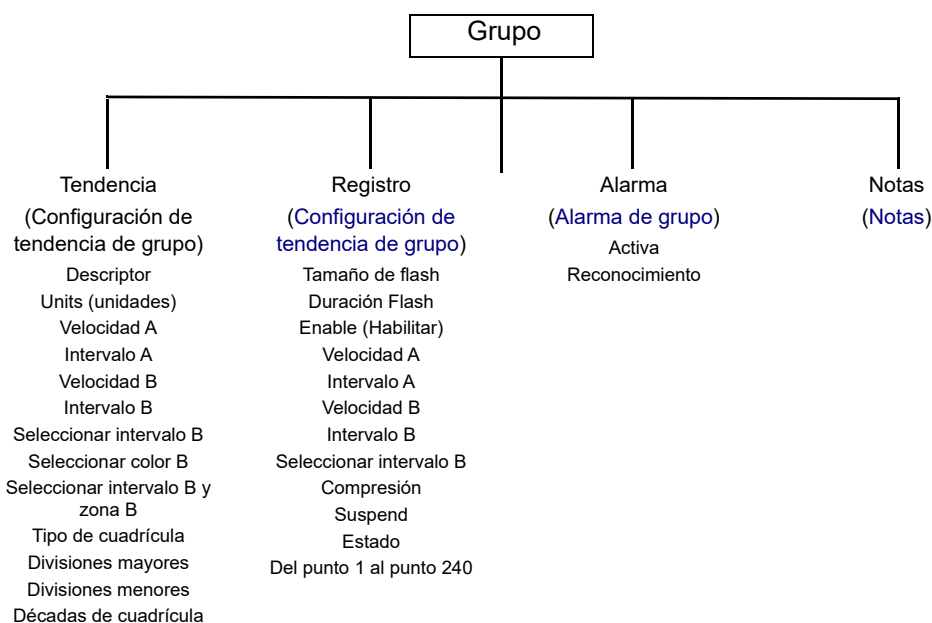 Grupo
Tendencia
(Configuración de
tendencia de grupo)
Descriptor
Units (unidades)
Velocidad A
Intervalo A
Velocidad B
Intervalo B
Seleccionar intervalo B
Seleccionar color B
Seleccionar intervalo B y
zona B
Tipo de cuadrícula
Divisiones mayores
Divisiones menores
Décadas de cuadrícula
Registro
(Configuración de
tendencia de grupo)
Tamaño de flash
Duración Flash
Enable (Habilitar)
Velocidad A
Intervalo A
Velocidad B
Intervalo B
Seleccionar intervalo B
Compresión
Suspend
Estado
Del punto 1 al punto 240
Alarma
(Alarma de grupo)
Activa
Reconocimiento
Notas
(Notas)